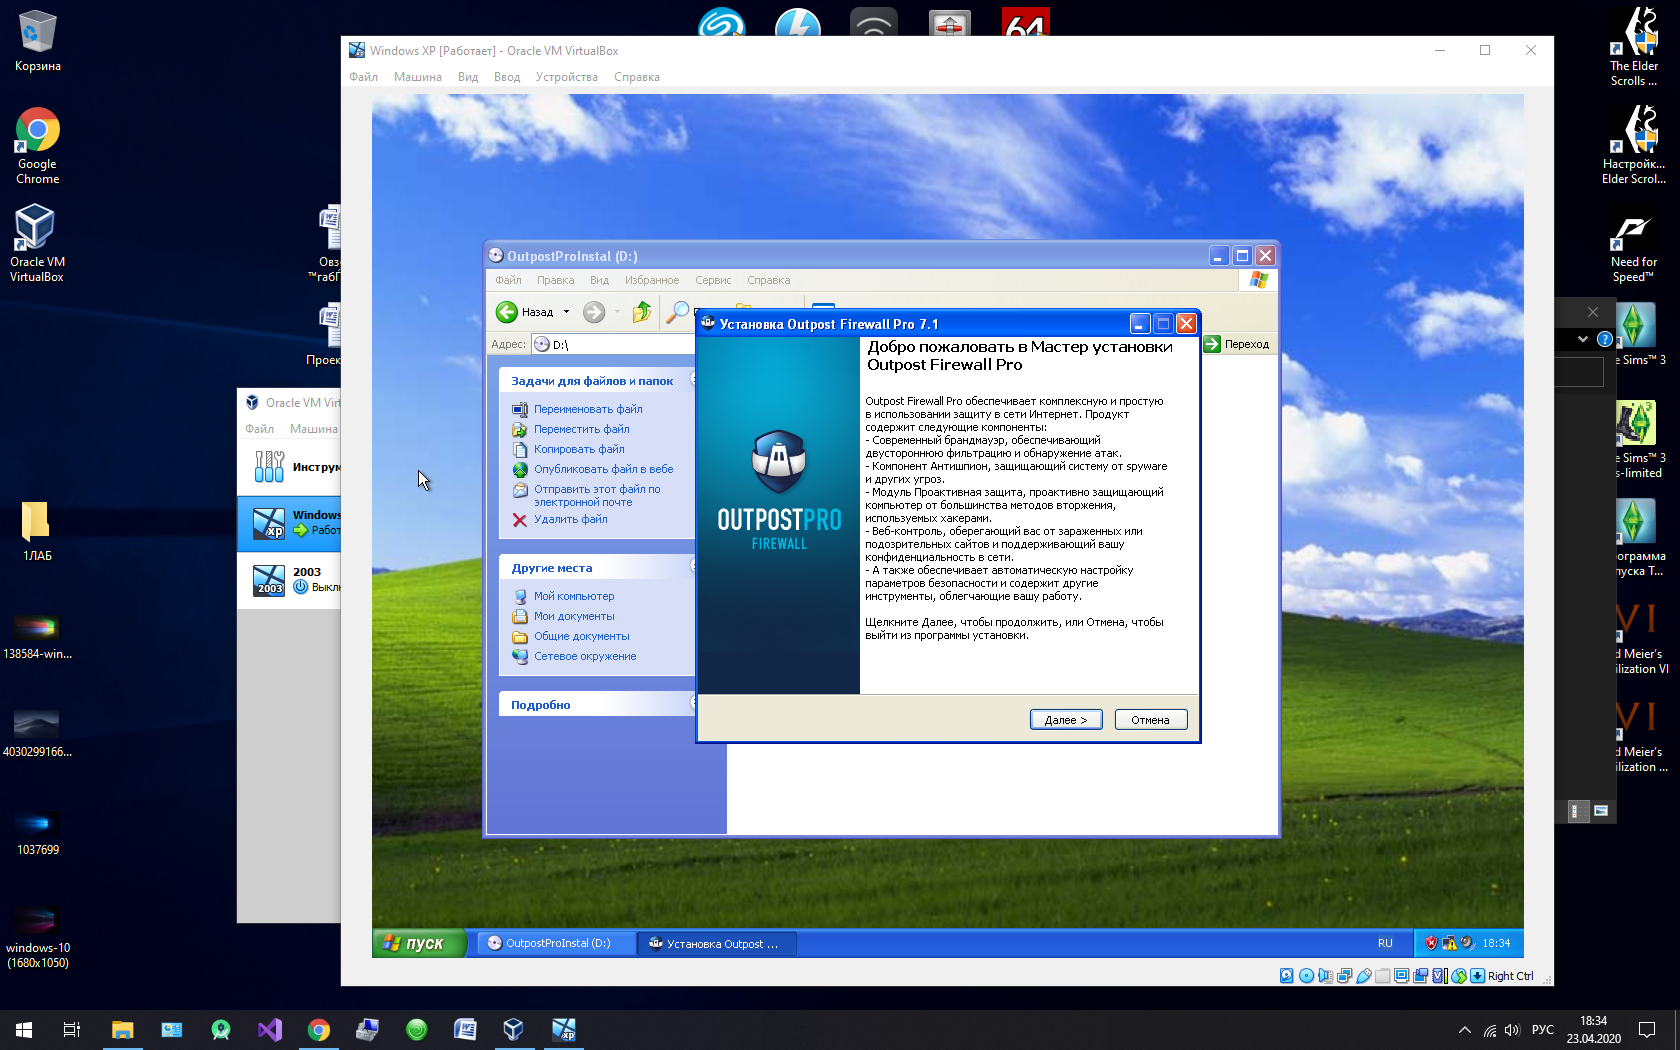 Корзина
Google
Chrome
Oracle VM
VirtualBox
1ЛАБ
138584-win...
4030299166...
1037699
windows-10
(1680x1050)
64
The Elder
Scrolls ...
Настройк...
Elder Scrol...
Need for
Speed™
e Sims™ 3
e Sims™ 3
s-limited
ограмма
пуска T...
VI
d Meier's
ilization VI
VI
d Meier's
ilization ...
Проек
Oracle VM Virt
Файл Машина
Инструм
Windows
Работ
xp
2003
2003
Выклю
Windows XP [Работает] - Oracle VM VirtualBox
Файл Машина Вид Ввод Устройства Справка
OutpostProInstal (D:)
Файл Правка Вид Избранное Сервис Справка
Назад
Адрес: D:\
Переход
Задачи для файлов и папок
Переименовать файл
Переместить файл
Копировать файл
Опубликовать файл в вебе
Отправить этот файл по
электронной почте
Удалить файл
Другие места
Мой компьютер
Мои документы
Общие документы
Сетевое окружение
Подробно
Установка Outpost Firewall Pro 7.1
OUTPOSTPRO
FIREWALL
Добро пожаловать в Мастер установки
Outpost Firewall Pro
Outpost Firewall Pro обеспечивает комплексную и простую
в использовании защиту в сети Интернет. Продукт
содержит следующие компоненты:
- Современный брандмауэр, обеспечивающий
двустороннюю фильтрацию и обнаружение атак.
- Компонент Антишпион, защищающий систему от spyware
и других угроз.
- Модуль Проактивная защита, проактивно защищающий
компьютер от большинства методов вторжения,
используемых хакерами.
- Веб-контроль, оберегающий вас от зараженных или
подозрительных сайтов и поддерживающий вашу
конфиденциальность в сети.
- А также обеспечивает автоматическую настройку
параметров безопасности и содержит другие
инструменты, облегчающие вашу работу.
Щелкните Далее, чтобы продолжить, или Отмена, чтобы
выйти из программы установки.
Далее > Отмена
пуск OutpostProInstal (D:) Установка Outpost ... RU 18:34
Right Ctrl
РУС
18:34
23.04.2020